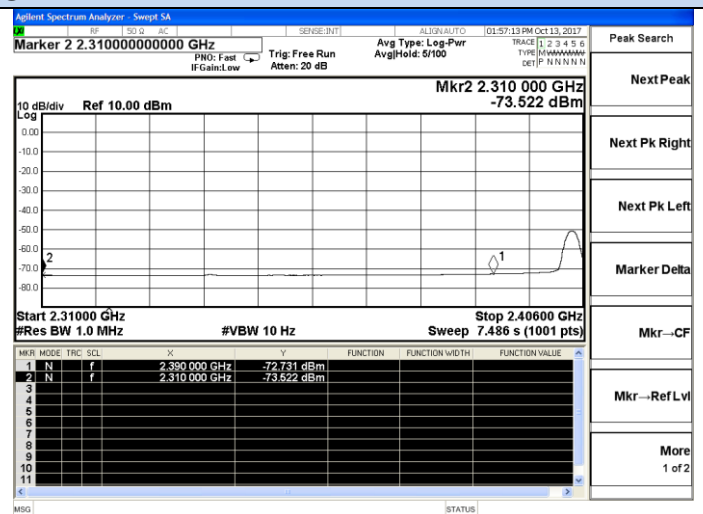 Agilent Spectrum Analyzer - Swept SA
RF 50 Ω AC SENSE:INT ALIGN AUTO 01:57:13 PM Oct 13, 2017
Marker 2 2.310000000000 GHz
PNO: Fast
IFGain:Low
Trig: Free Run
Atten: 20 dB
Avg Type: Log-Pwr
Avg|Hold: 5/100
TRACE 1 2 3 4 5 6
TYPE MWWWWW
DET P N N N N N
Mkr2 2.310 000 GHz
-73.522 dBm
10 dB/div Ref 10.00 dBm
Log
0.00
-10.0
-20.0
-30.0
-40.0
-50.0
-60.0
-70.0
-80.0
2
1
Start 2.31000 GHz Stop 2.40600 GHz
#Res BW 1.0 MHz #VBW 10 Hz Sweep 7.486 s (1001 pts)
MKR MODE TRC SCL X Y FUNCTION FUNCTION WIDTH FUNCTION VALUE
1 N f 2.390 000 GHz -72.731 dBm
2 N f 2.310 000 GHz -73.522 dBm
3
4
5
6
7
8
9
10
11
MSG STATUS
Peak Search
Next Peak
Next Pk Right
Next Pk Left
Marker Delta
Mkr→CF
Mkr→Ref Lvl
More
1 of 2